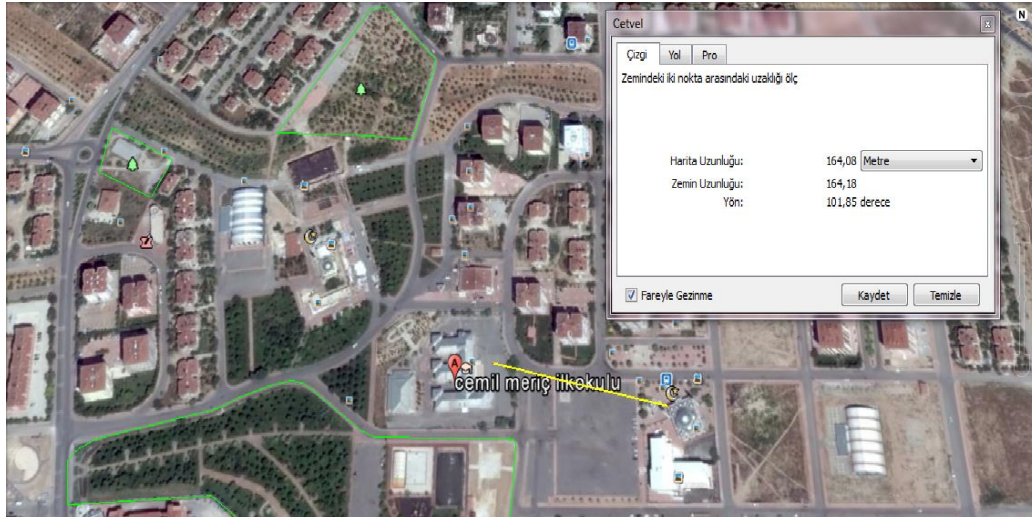 Cetvel
N
Çizgi Yol Pro
Zemindeki iki nokta arasındaki uzaklığı ölç
Harita Uzunluğu: 164,08 Metre
Zemin Uzunluğu: 164,18
Yön: 101,85 derece
Fareyle Gezinme Kaydet Temizle
A
cemil meriç ilkokulu